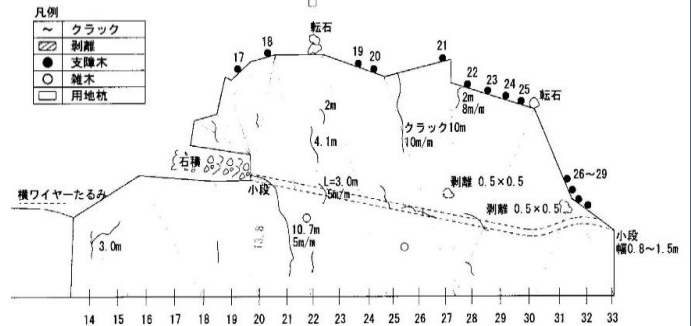 凡例
クラック
剥離
支障木
雑木
用地杭
転石
17
18
19
20
21
22
23
24
25
転石
2m
8m/m
2m
4.1m
クラック10m
10m/m
石積
小段
L=3.0m
5m/m
剥離 0.5×0.5
剥離 0.5×0.5
26～29
横ワイヤーたるみ
3.0m
13.8
10.7m
5m/m
小段
幅0.8～1.5m
14 15 16 17 18 19 20 21 22 23 24 25 26 27 28 29 30 31 32 33